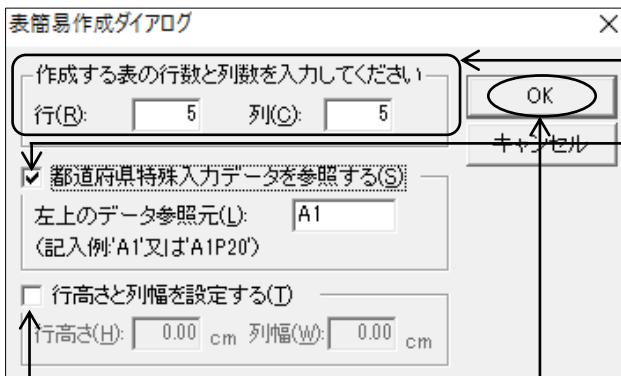 表簡易作成ダイアログ
作成する表の行数と列数を入力してください
行(R): 5 列(C): 5
OK
キャンセル
都道府県特殊入力データを参照する(S)
左上のデータ参照元(L): A1
(記入例:'A1'又は'A1P20')
行高さと列幅を設定する(T)
行高さ(H): 0.00 cm 列幅(W): 0.00 cm